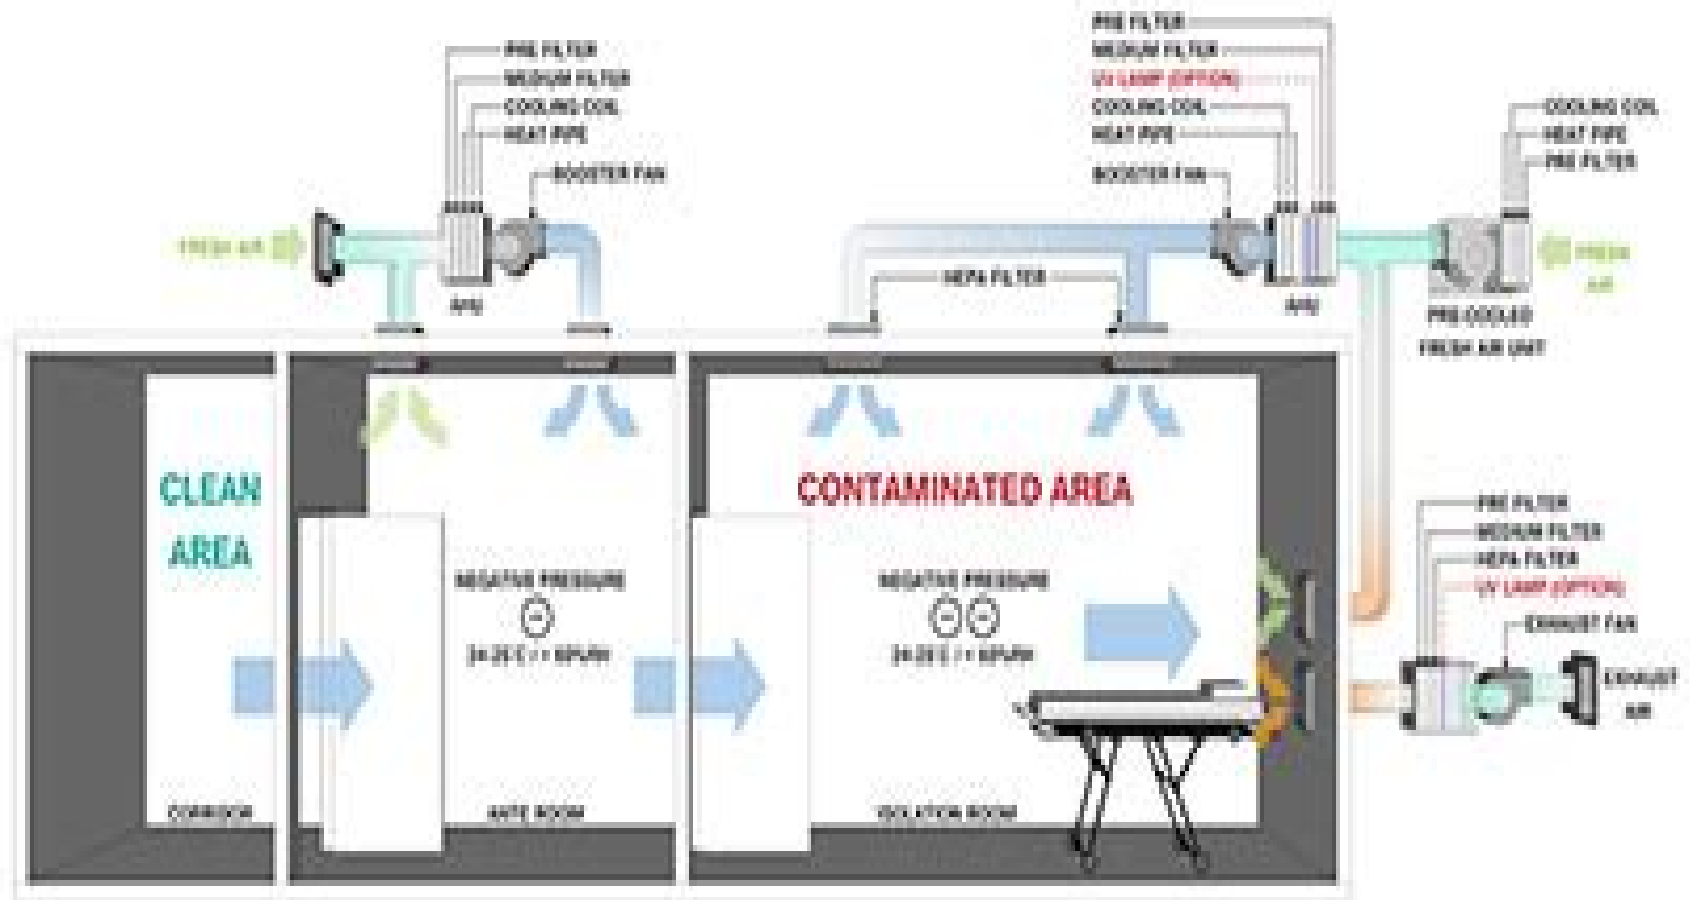 PRE FILTER
MEDIUM FILTER
COOLING COIL
HEAT PIPE
BOOSTER FAN
FRESH AIR
AHU
PRE FILTER
MEDIUM FILTER
UV LAMP (OPTION)
COOLING COIL
HEAT PIPE
BOOSTER FAN
HEPA FILTER
AHU
COOLING COIL
HEAT PIPE
PRE FILTER
FRESH
AIR
PRE-COOLED
FRESH AIR UNIT
CLEAN
AREA
CORRIDOR
NEGATIVE PRESSURE
ANTE ROOM
CONTAMINATED AREA
NEGATIVE PRESSURE
ISOLATION ROOM
PRE FILTER
MEDIUM FILTER
HEPA FILTER
UV LAMP (OPTION)
EXHAUST FAN
EXHAUST
AIR